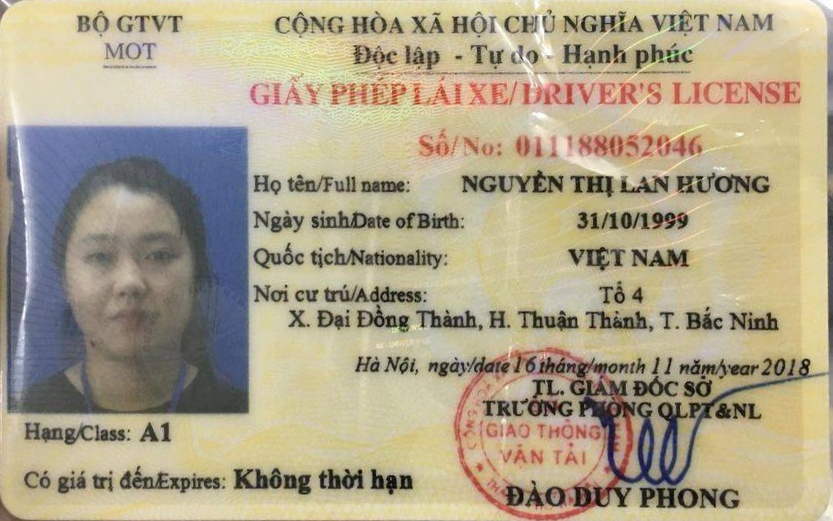 BỘ GTVT
MOT
CỘNG HÒA XÃ HỘI CHỦ NGHĨA VIỆT NAM
Độc lập - Tự do - Hạnh phúc
GIẤY PHÉP LÁI XE/DRIVER'S LICENSE
Số/No: 011188052046
Họ tên/Full name: NGUYỄN THỊ LAN HƯƠNG
Ngày sinh/Date of Birth: 31/10/1999
Quốc tịch/Nationality: VIỆT NAM
Nơi cư trú/Address: Tổ 4
X. Đại Đồng Thành, H. Thuận Thành, T. Bắc Ninh
Hà Nội, ngày/date 16 tháng/month 11 năm/year 2018
TL. GIÁM ĐỐC SỞ
TRƯỞNG PHÒNG QLPT&NL
GIAO THÔNG
VẬN TẢI
Hạng/Class: A1
Có giá trị đến/Expires: Không thời hạn
ĐÀO DUY PHONG